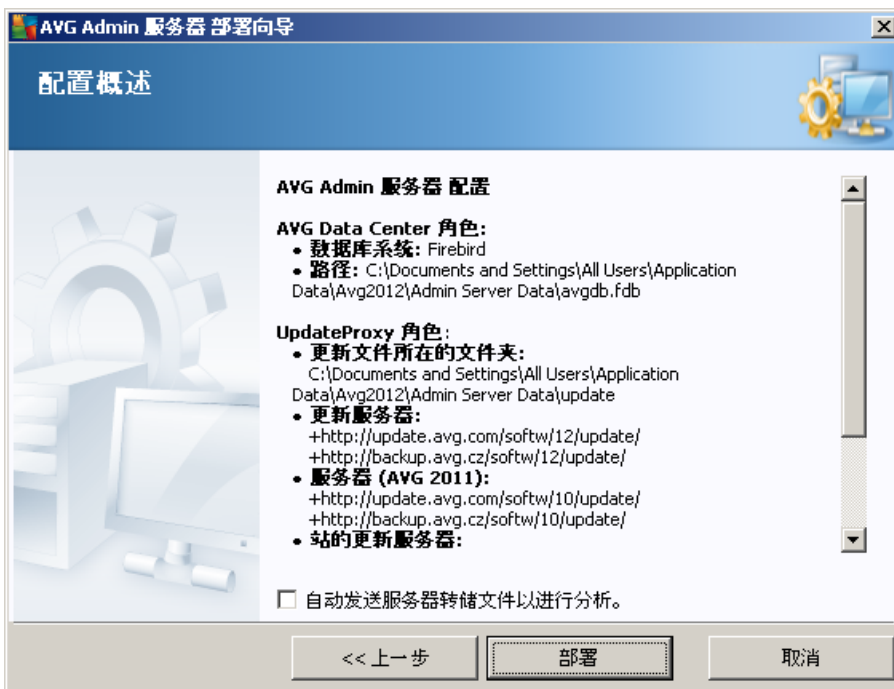 AVG Admin 服务器 部署向导
配置概述
AVG Admin 服务器 配置
AVG Data Center 角色:
• 数据库系统: Firebird
• 路径: C:\Documents and Settings\All Users\Application
Data\Avg2012\Admin Server Data\avgdb.fdb
UpdateProxy 角色:
• 更新文件所在的文件夹:
C:\Documents and Settings\All Users\Application
Data\Avg2012\Admin Server Data\update
• 更新服务器:
+http://update.avg.com/softw/12/update/
+http://backup.avg.cz/softw/12/update/
• 服务器 (AVG 2011):
+http://update.avg.com/softw/10/update/
+http://backup.avg.cz/softw/10/update/
• 站的更新服务器:
自动发送服务器转储文件以进行分析。
<< 上一步
部署
取消